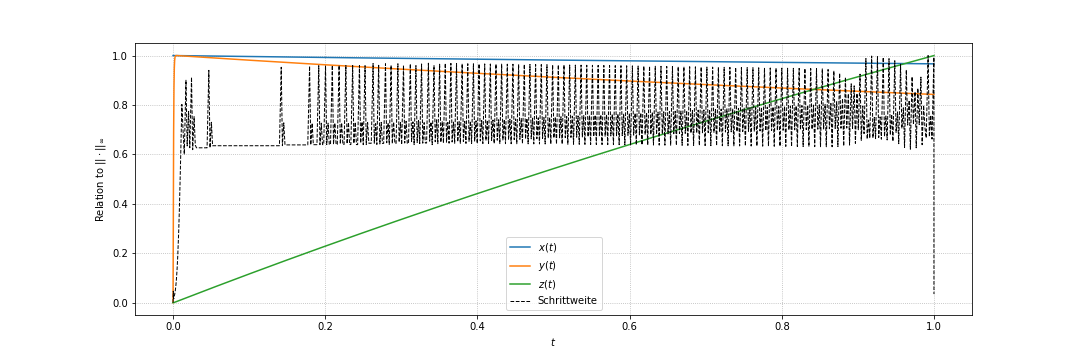 1.0
0.8
0.6
0.4
0.2
0.0
Relation to || · ||∞
x(t)
y(t)
z(t)
Schrittweite
0.0 0.2 0.4 0.6 0.8 1.0
t